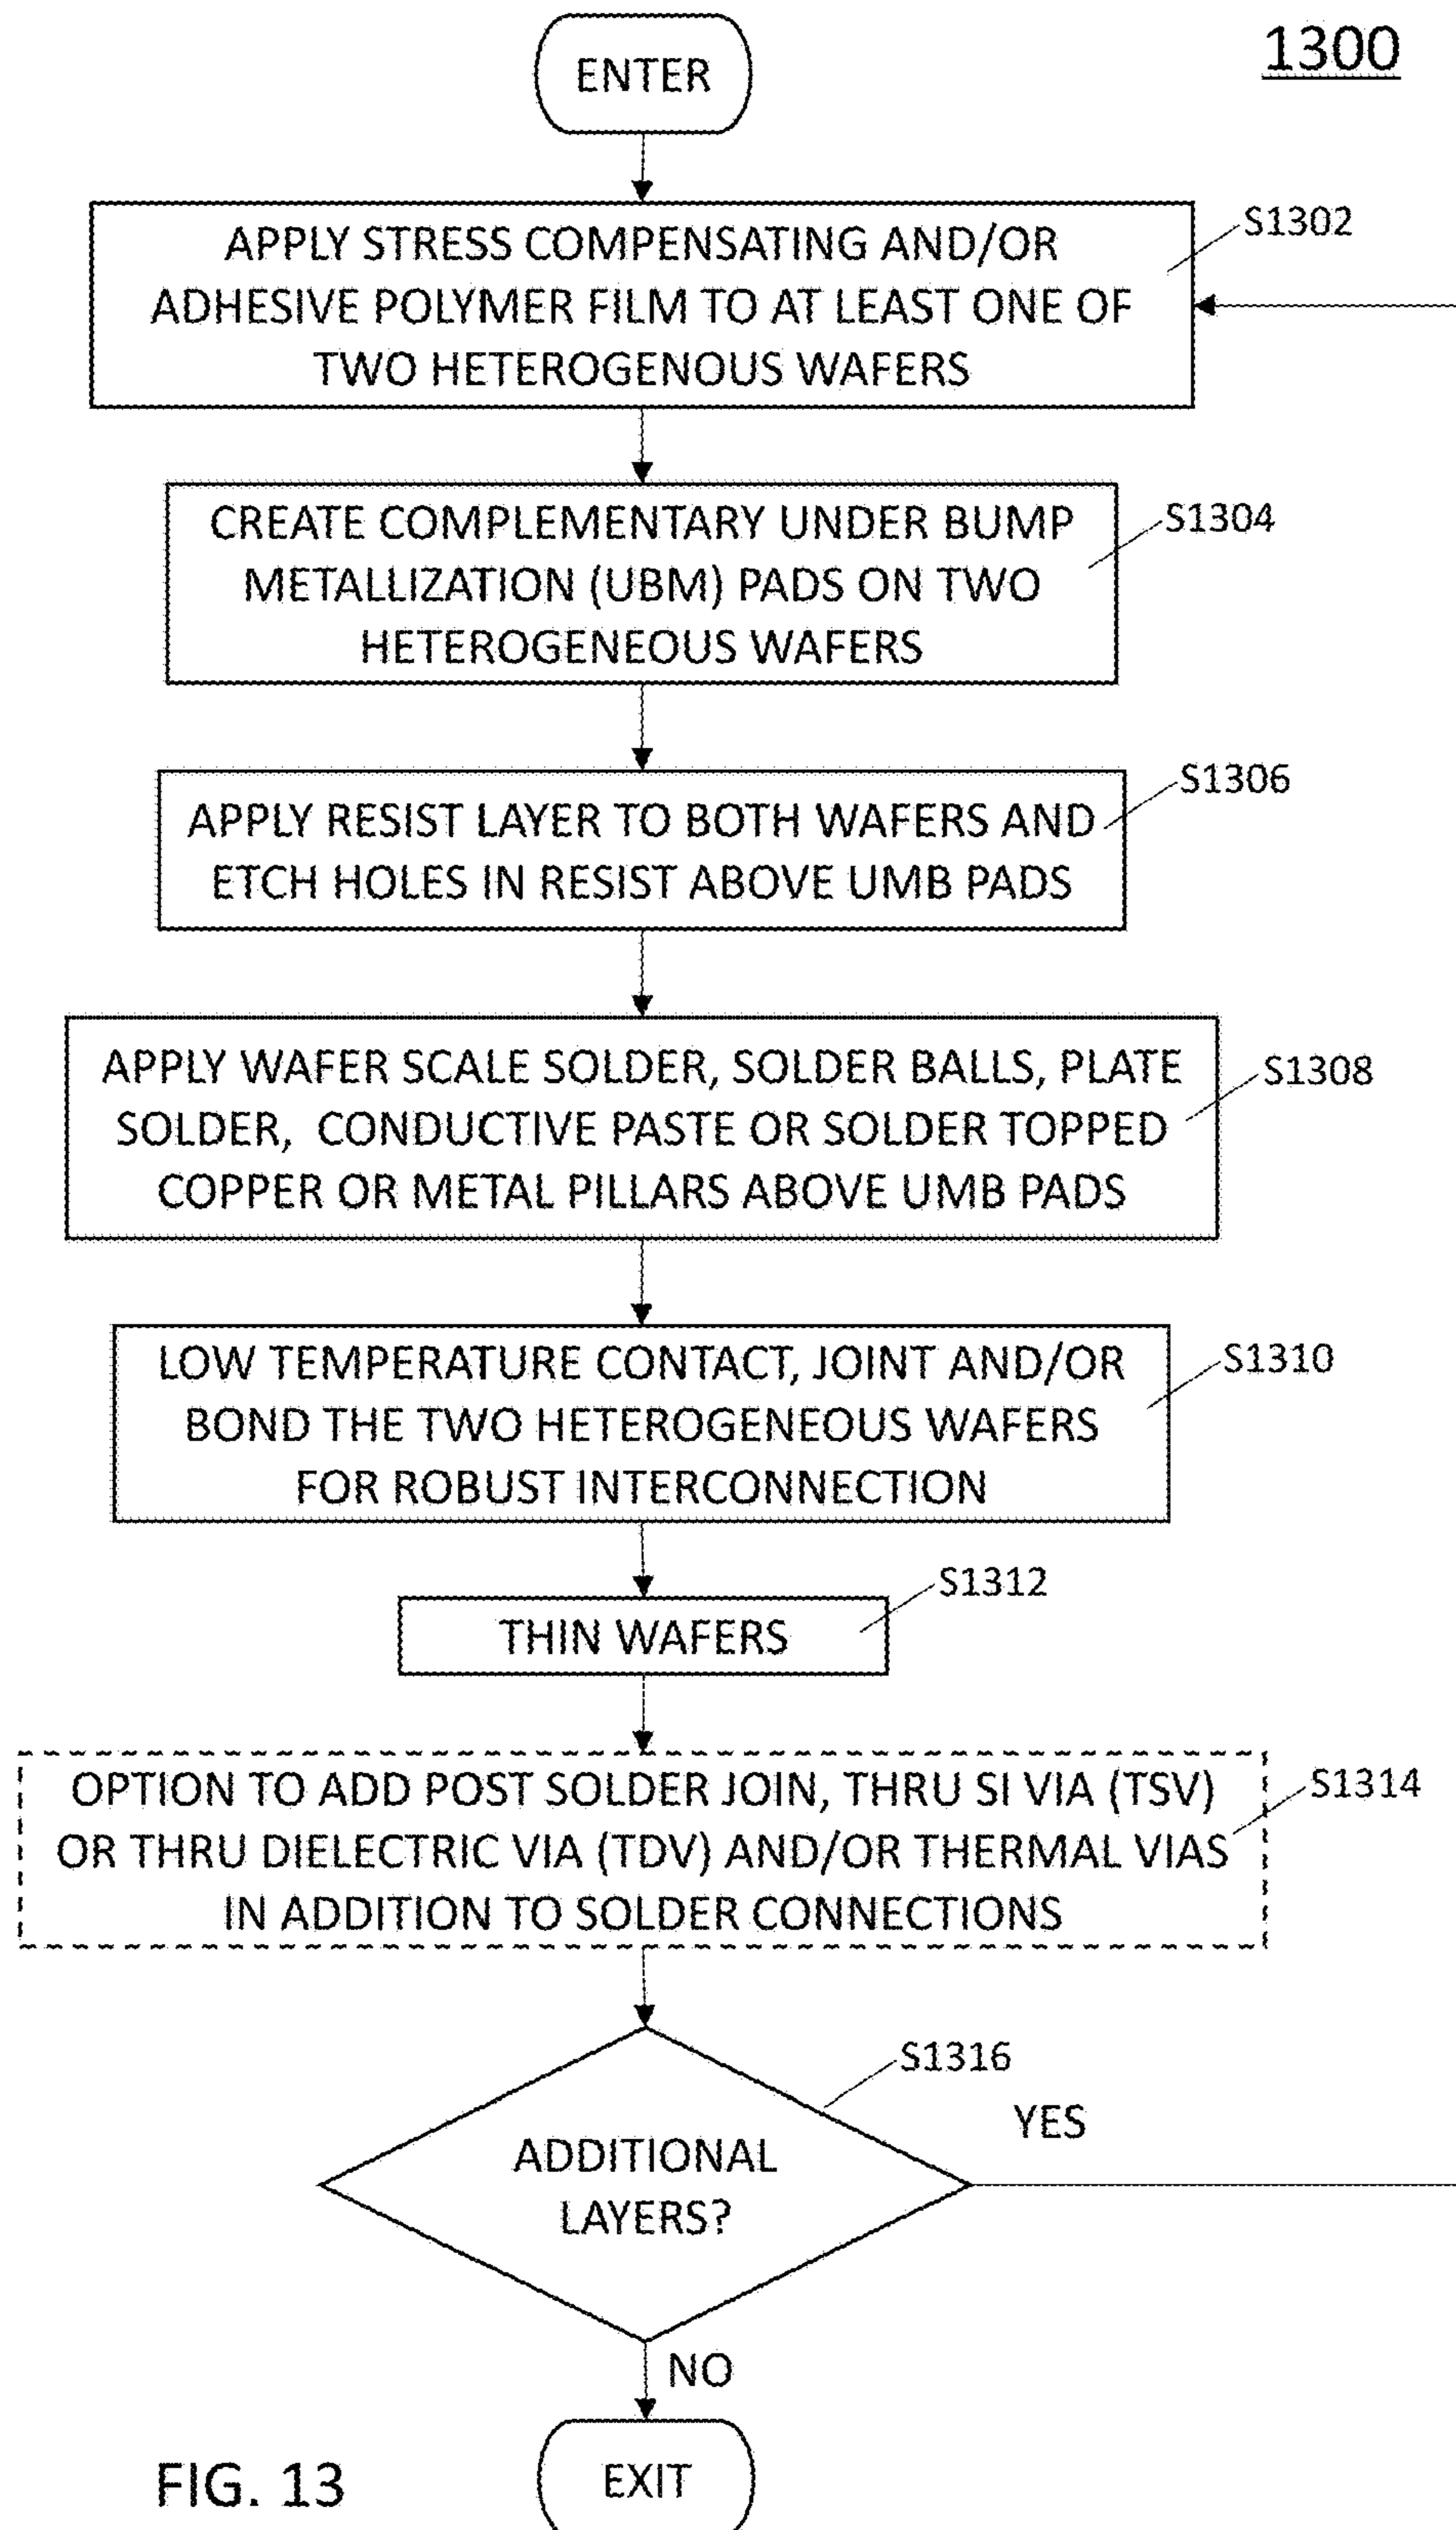 1300
ENTER
S1302
APPLY STRESS COMPENSATING AND/OR
ADHESIVE POLYMER FILM TO AT LEAST ONE OF
TWO HETEROGENOUS WAFERS
S1304
CREATE COMPLEMENTARY UNDER BUMP
METALLIZATION (UBM) PADS ON TWO
HETEROGENEOUS WAFERS
S1306
APPLY RESIST LAYER TO BOTH WAFERS AND
ETCH HOLES IN RESIST ABOVE UMB PADS
S1308
APPLY WAFER SCALE SOLDER, SOLDER BALLS, PLATE
SOLDER, CONDUCTIVE PASTE OR SOLDER TOPPED
COPPER OR METAL PILLARS ABOVE UMB PADS
S1310
LOW TEMPERATURE CONTACT, JOINT AND/OR
BOND THE TWO HETEROGENEOUS WAFERS
FOR ROBUST INTERCONNECTION
S1312
THIN WAFERS
S1314
OPTION TO ADD POST SOLDER JOIN, THRU SI VIA (TSV)
OR THRU DIELECTRIC VIA (TDV) AND/OR THERMAL VIAS
IN ADDITION TO SOLDER CONNECTIONS
S1316
YES
ADDITIONAL
LAYERS?
NO
EXIT
FIG. 13